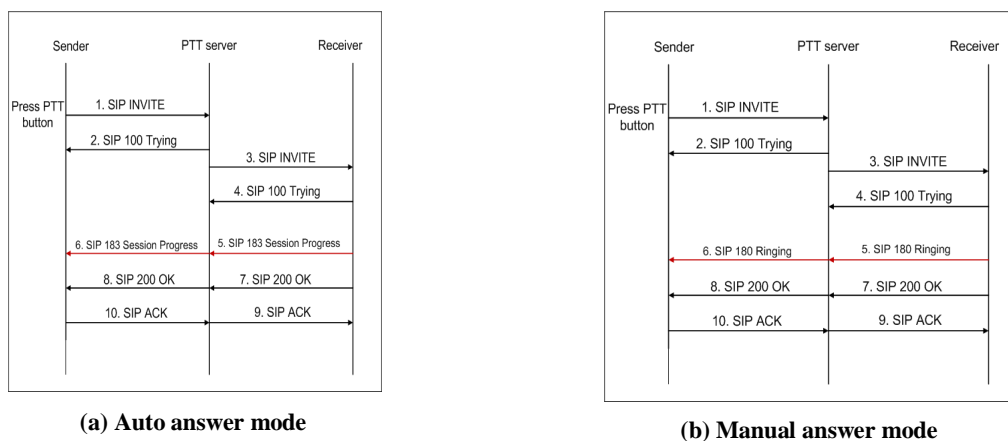 Sender PTT server Receiver
Press PTT
button
1. SIP INVITE
2. SIP 100 Trying
3. SIP INVITE
4. SIP 100 Trying
6. SIP 183 Session Progress 5. SIP 183 Session Progress
8. SIP 200 OK 7. SIP 200 OK
10. SIP ACK 9. SIP ACK
(a) Auto answer mode
Sender PTT server Receiver
Press PTT
button
1. SIP INVITE
2. SIP 100 Trying
3. SIP INVITE
4. SIP 100 Trying
6. SIP 180 Ringing 5. SIP 180 Ringing
8. SIP 200 OK 7. SIP 200 OK
10. SIP ACK 9. SIP ACK
(b) Manual answer mode